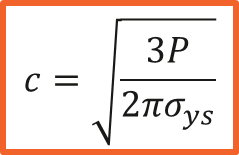 c = √(3P / 2πσ_ys)